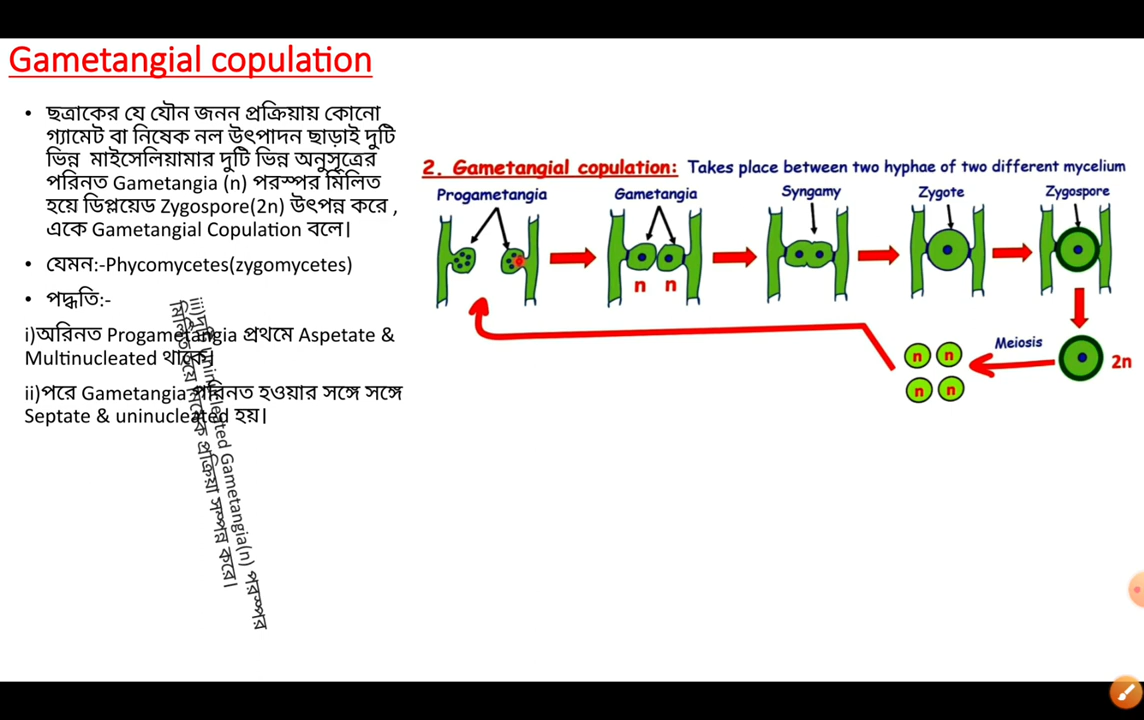 Gametangial copulation
• ছত্রাকের যে যৌন জনন প্রক্রিয়ায় কোনো
গ্যামেট বা নিষেক নল উৎপাদন ছাড়াই দুটি
ভিন্ন মাইসেলিয়ামার দুটি ভিন্ন অনুসূত্রের
পরিনত Gametangia (n) পরস্পর মিলিত
হয়ে ডিপ্লয়েড Zygospore(2n) উৎপন্ন করে ,
একে Gametangial Copulation বলে।
• যেমন:-Phycomycetes(zygomycetes)
• পদ্ধতি:-
i)অরিনত Progametangia প্রথমে Aspetate &
Multinucleated থাকে।
ii)পরে Gametangia পরিনত হওয়ার সঙ্গে সঙ্গে
Septate & uninucleated হয়।
iii)দুটি Uninucleated Gametangia(n) পরস্পর
মিলিত হয়ে নিষেক প্রক্রিয়া সম্পন্ন করে।
2. Gametangial copulation: Takes place between two hyphae of two different mycelium
Progametangia Gametangia Syngamy Zygote Zygospore
n n
Meiosis
2n
n n
n n